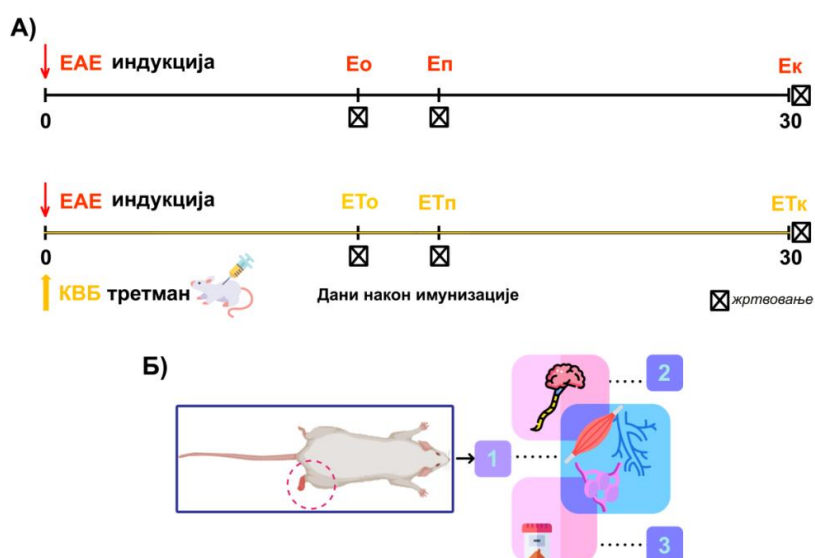 А)
ЕАЕ индукција
Ео
Еп
Ек
0
30
ЕАЕ индукција
ЕТо
ЕТп
ЕТк
0
30
КВБ третман
Дани након имунизације
жртвовање
Б)
2
1
3